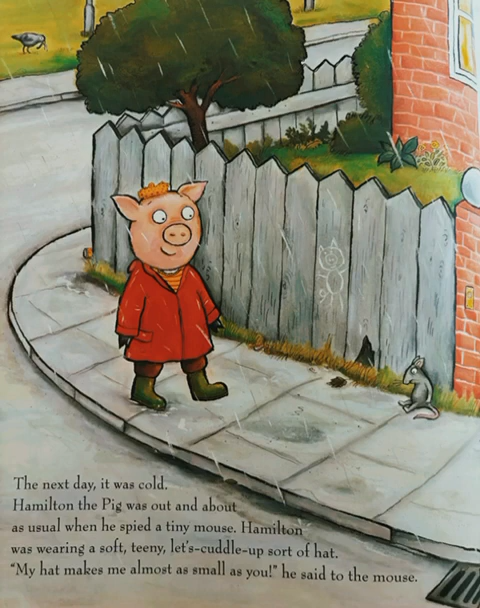 The next day, it was cold.
Hamilton the Pig was out and about
as usual when he spied a tiny mouse. Hamilton
was wearing a soft, teeny, let's-cuddle-up sort of hat.
"My hat makes me almost as small as you!" he said to the mouse.